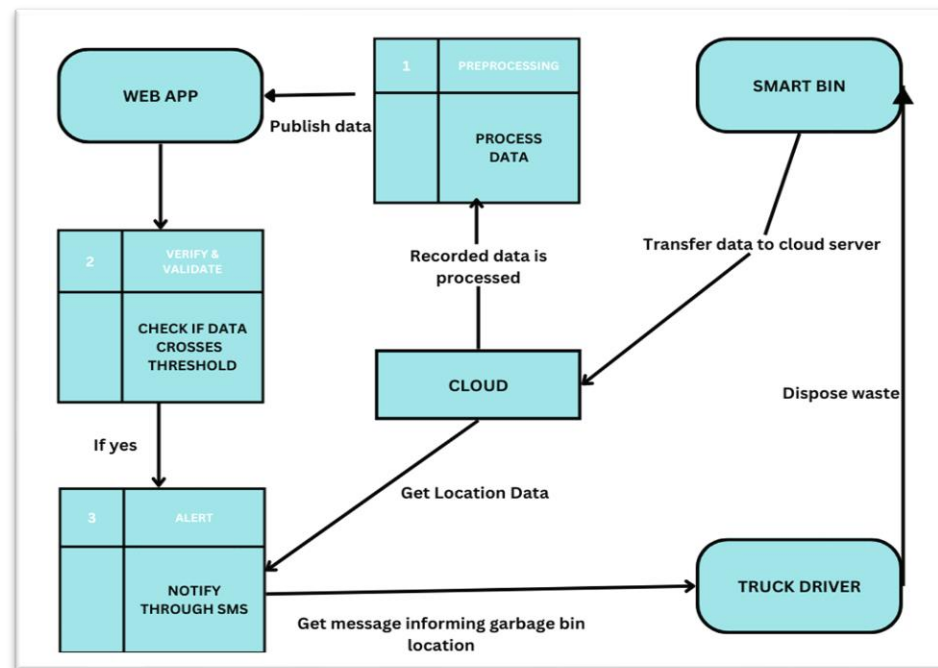 WEB APP
1
PREPROCESSING
PROCESS
DATA
SMART BIN
Publish data
2
VERIFY &
VALIDATE
CHECK IF DATA
CROSSES
THRESHOLD
Recorded data is
processed
Transfer data to cloud server
CLOUD
Dispose waste
If yes
Get Location Data
3
ALERT
NOTIFY
THROUGH SMS
TRUCK DRIVER
Get message informing garbage bin
location